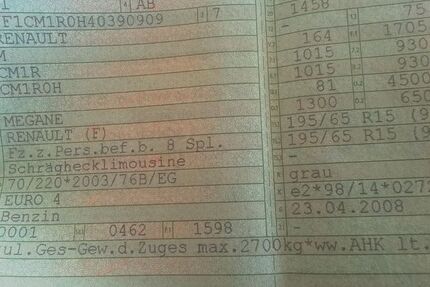 AB 1458 75
F1CM1R0H40390909 7 -
RENAULT 164 1705
M 1015 930
CM1R 1015 930
CM1R0H 81 4500
1300 650
MEGANE 195/65 R15 (9
RENAULT (F) 195/65 R15 (9
Fz.z.Pers.bef.b. 8 Spl. -
Schräghecklimousine -
70/220*2003/76B/EG grau
EURO 4 e2*98/14*027
Benzin 23.04.2008
0001 0462 1598 -
ul.Ges-Gew.d.Zuges max.2700kg*ww.AHK lt.